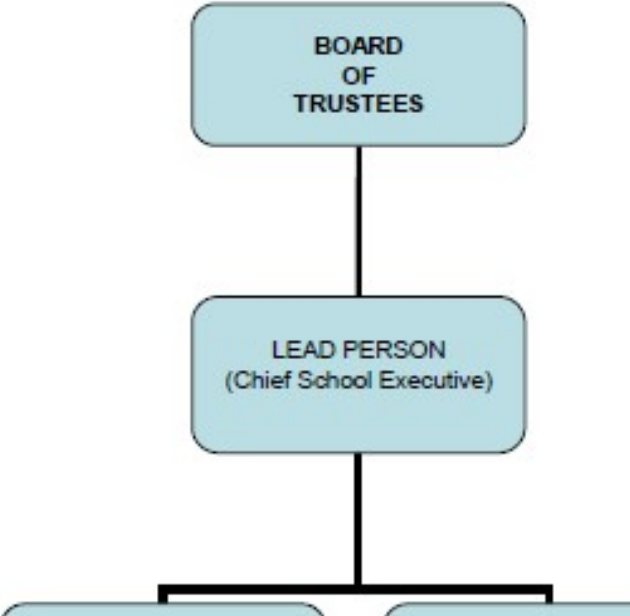 BOARD
OF
TRUSTEES
LEAD PERSON
(Chief School Executive)